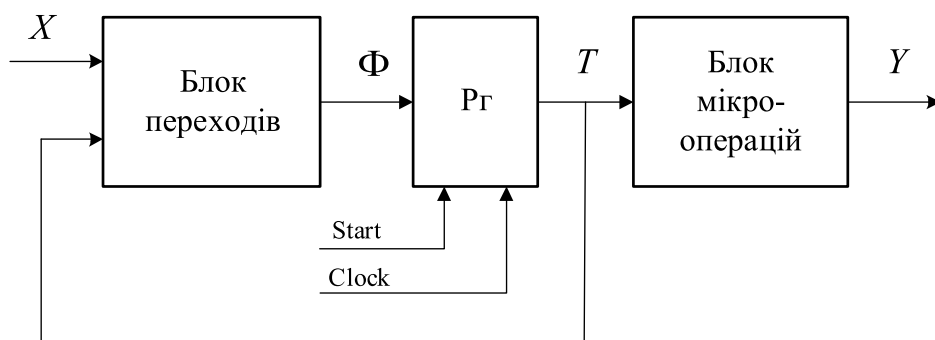 X
Блок
переходів
Φ
Рг
T
Блок
мікро-
операцій
Y
Start
Clock